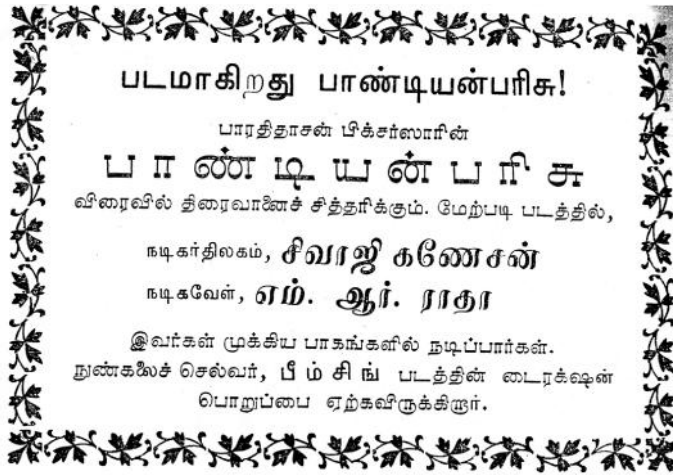 படமாகிறது பாண்டியன்பரிசு!
பாரதிதாசன் பிக்சர்ஸாரின்
பாண்டியன் பரிசு
விரைவில் திரைவானைச் சித்தரிக்கும். மேற்படி படத்தில்,
நடிகர்திலகம், சிவாஜி கணேசன்
நடிகவேள், எம். ஆர். ராதா
இவர்கள் முக்கிய பாகங்களில் நடிப்பார்கள்.
நுண்கலைச் செல்வர், பீம்சிங் படத்தின் டைரக்ஷன்
பொறுப்பை ஏற்கவிருக்கிறார்.